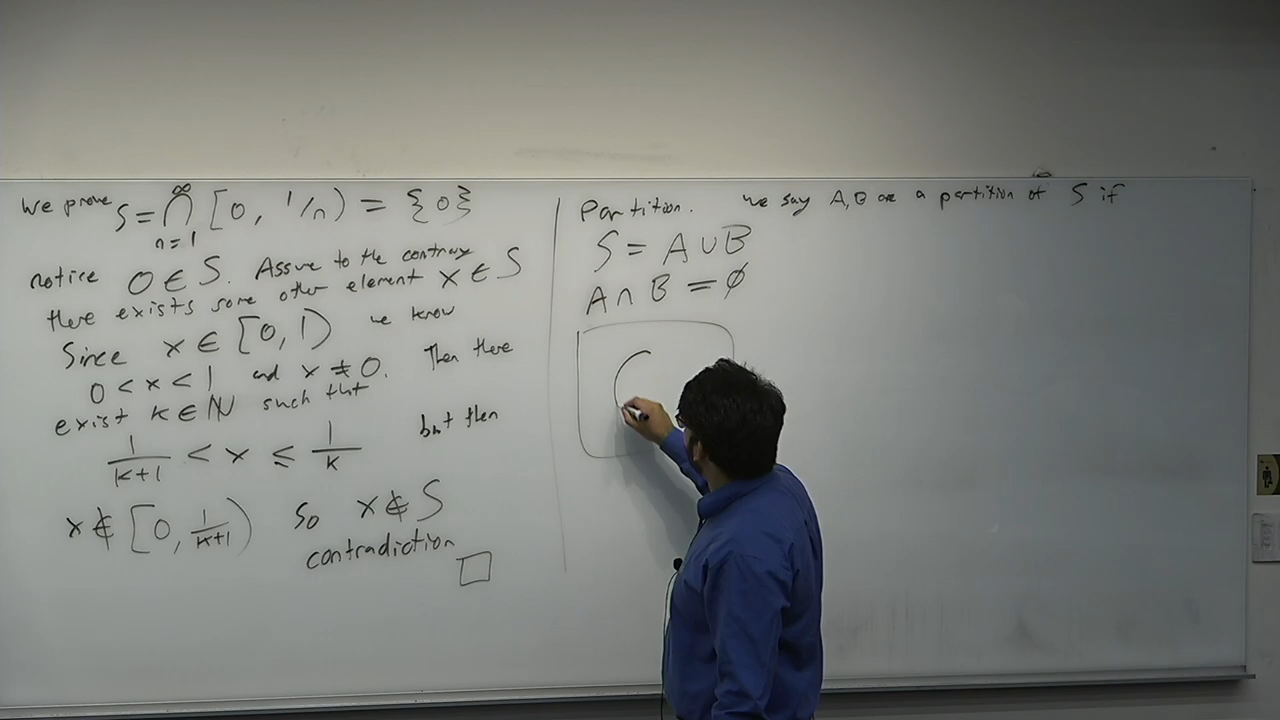 We prove S = ∩ n=1 ∞ [0, 1/n) = {0}
notice 0 ∈ S. Assume to the contrary
there exists some other element x ∈ S
Since x ∈ [0, 1) we know
0 < x < 1 and x ≠ 0. Then there
exist k ∈ ℕ such that
1/(k+1) < x ≤ 1/k but then
x ∉ [0, 1/(k+1)) so x ∉ S
contradiction □
Partition. we say A, B are a partition of S if
S = A ∪ B
A ∩ B = ∅